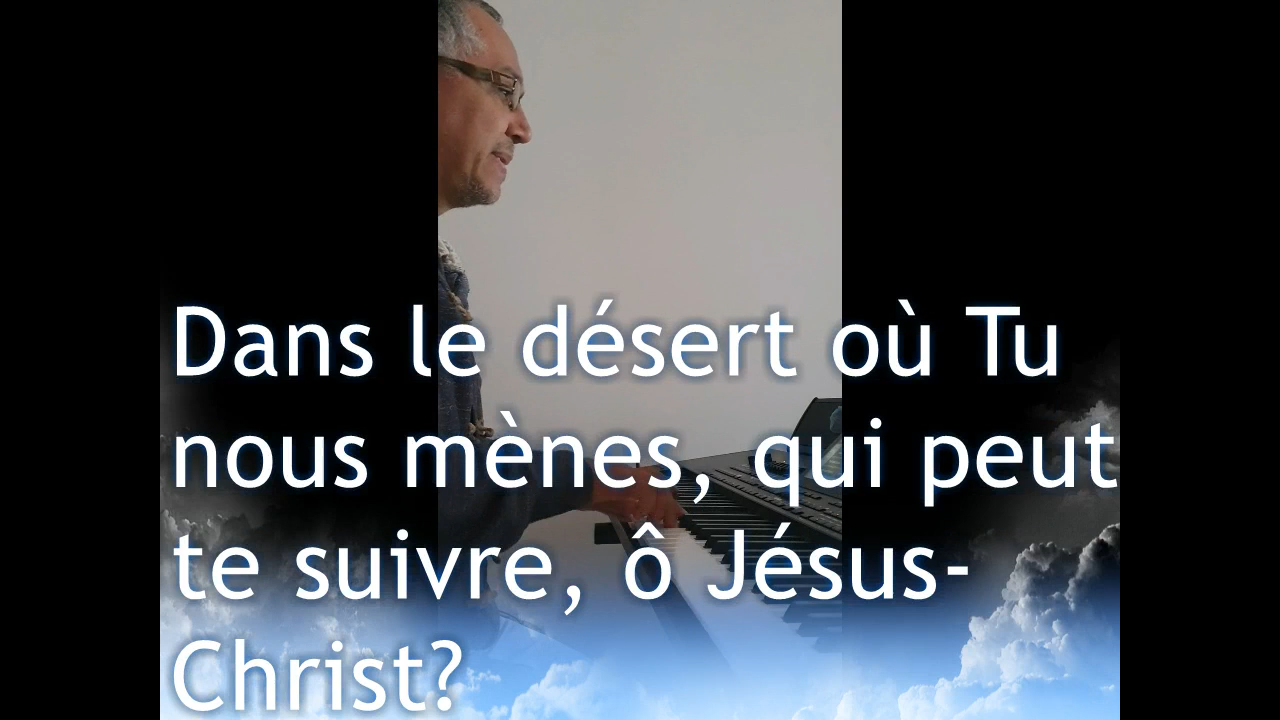 Dans le désert où Tu
nous mènes, qui peut
te suivre, ô Jésus-
Christ?